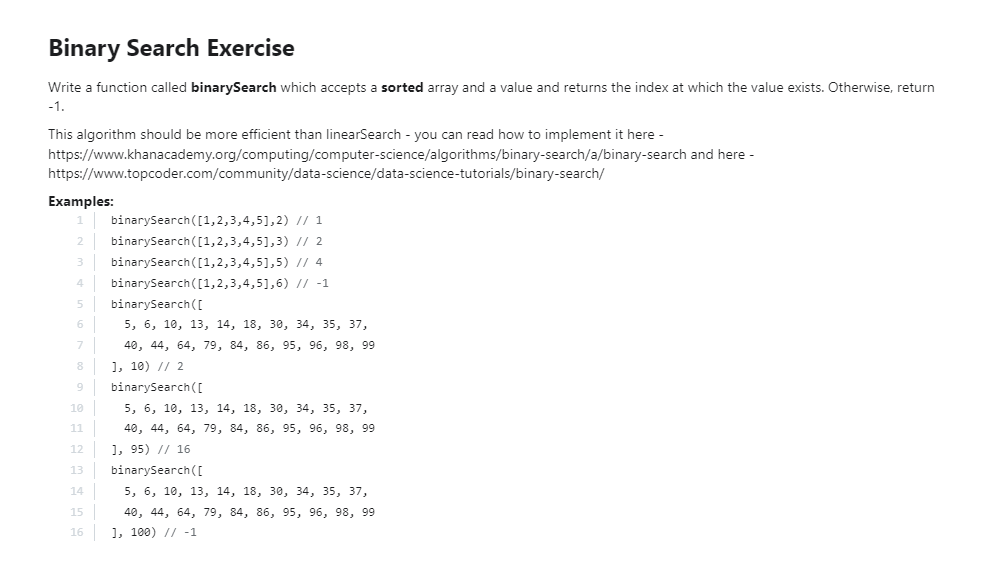 Binary Search Exercise
Write a function called binarySearch which accepts a sorted array and a value and returns the index at which the value exists. Otherwise, return
-1.
This algorithm should be more efficient than linearSearch - you can read how to implement it here -
https://www.khanacademy.org/computing/computer-science/algorithms/binary-search/a/binary-search and here -
https://www.topcoder.com/community/data-science/data-science-tutorials/binary-search/
Examples:
1 binarySearch([1,2,3,4,5],2) // 1
2 binarySearch([1,2,3,4,5],3) // 2
3 binarySearch([1,2,3,4,5],5) // 4
4 binarySearch([1,2,3,4,5],6) // -1
5 binarySearch([
6 5, 6, 10, 13, 14, 18, 30, 34, 35, 37,
7 40, 44, 64, 79, 84, 86, 95, 96, 98, 99
8 ], 10) // 2
9 binarySearch([
10 5, 6, 10, 13, 14, 18, 30, 34, 35, 37,
11 40, 44, 64, 79, 84, 86, 95, 96, 98, 99
12 ], 95) // 16
13 binarySearch([
14 5, 6, 10, 13, 14, 18, 30, 34, 35, 37,
15 40, 44, 64, 79, 84, 86, 95, 96, 98, 99
16 ], 100) // -1